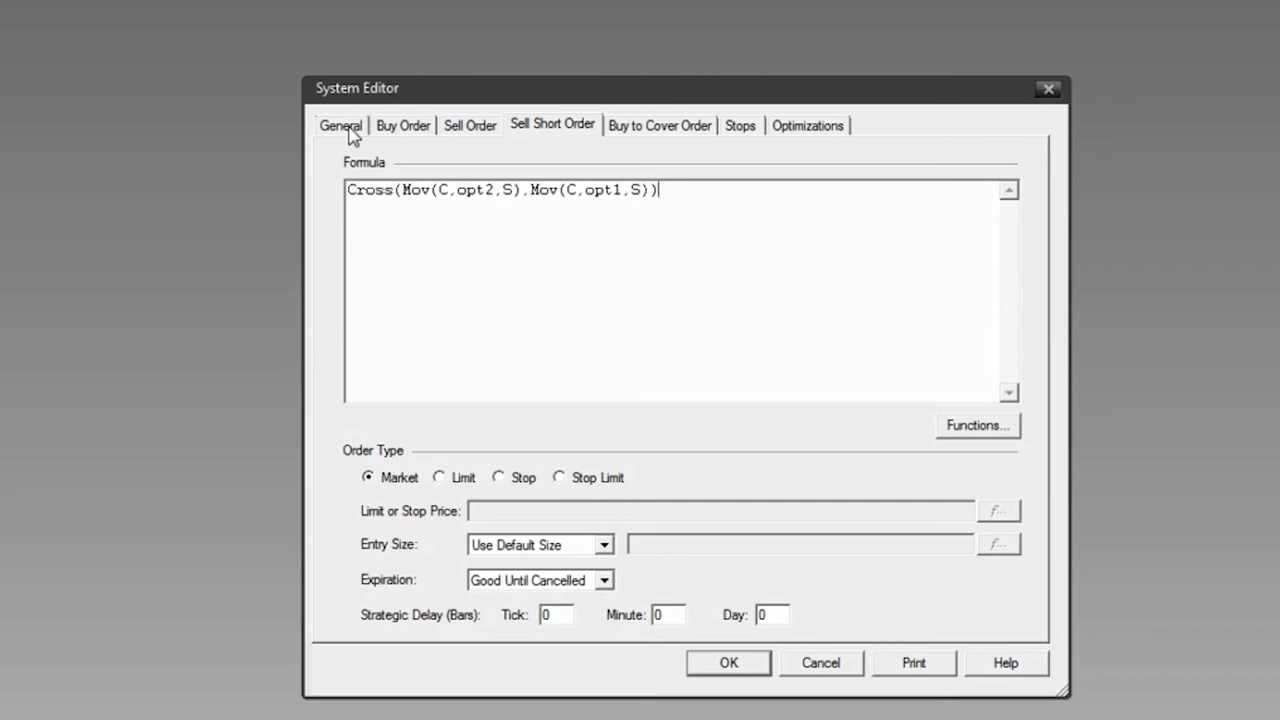 System Editor
General Buy Order Sell Order Sell Short Order Buy to Cover Order Stops Optimizations
Formula
Cross(Mov(C,opt2,S),Mov(C,opt1,S))
Functions...
Order Type
Market Limit Stop Stop Limit
Limit or Stop Price: f...
Entry Size: Use Default Size f...
Expiration: Good Until Cancelled
Strategic Delay (Bars): Tick: 0 Minute: 0 Day: 0
OK Cancel Print Help